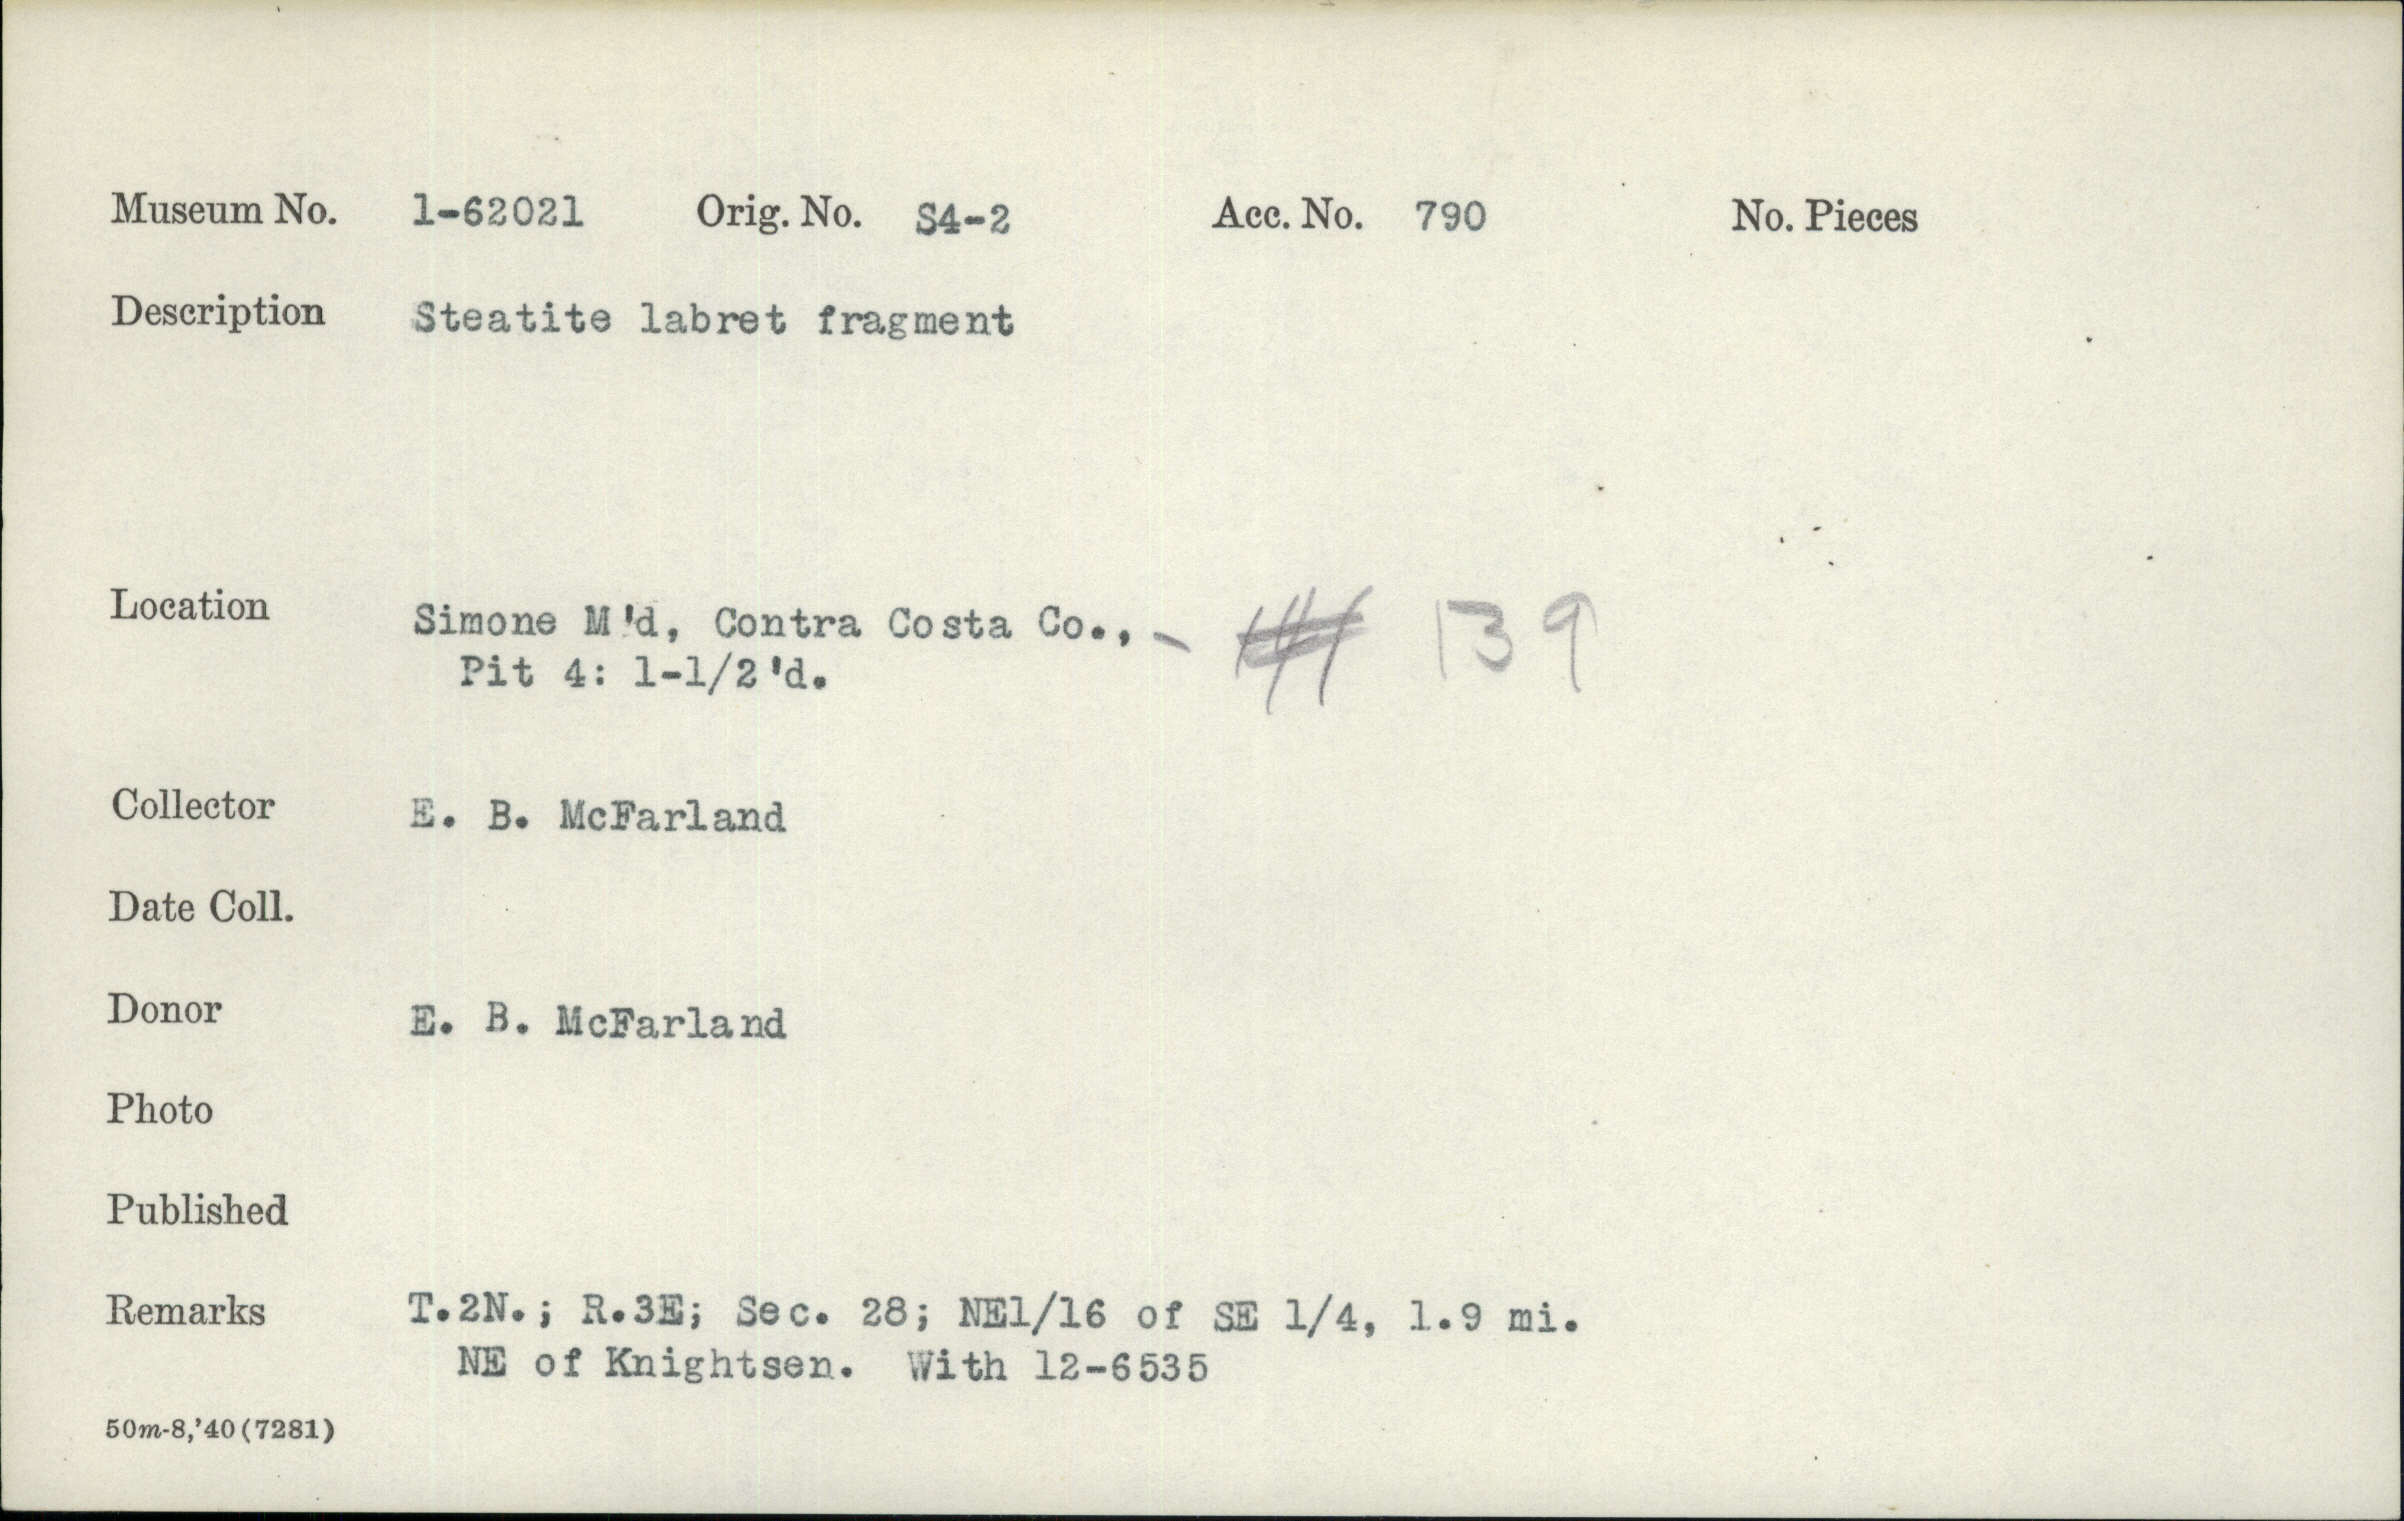 Museum No. 1-62021 Orig. No. S4-2 Acc. No. 790 No. Pieces
Description Steatite labret fragment
Location Simone M'd, Contra Costa Co., - 139
Pit 4: 1-1/2'd.
Collector E. B. McFarland
Date Coll.
Donor E. B. McFarland
Photo
Published
Remarks T.2N.; R.3E; Sec. 28; NE1/16 of SE 1/4, 1.9 mi.
NE of Knightsen. With 12-6535
50m-8,'40(7281)